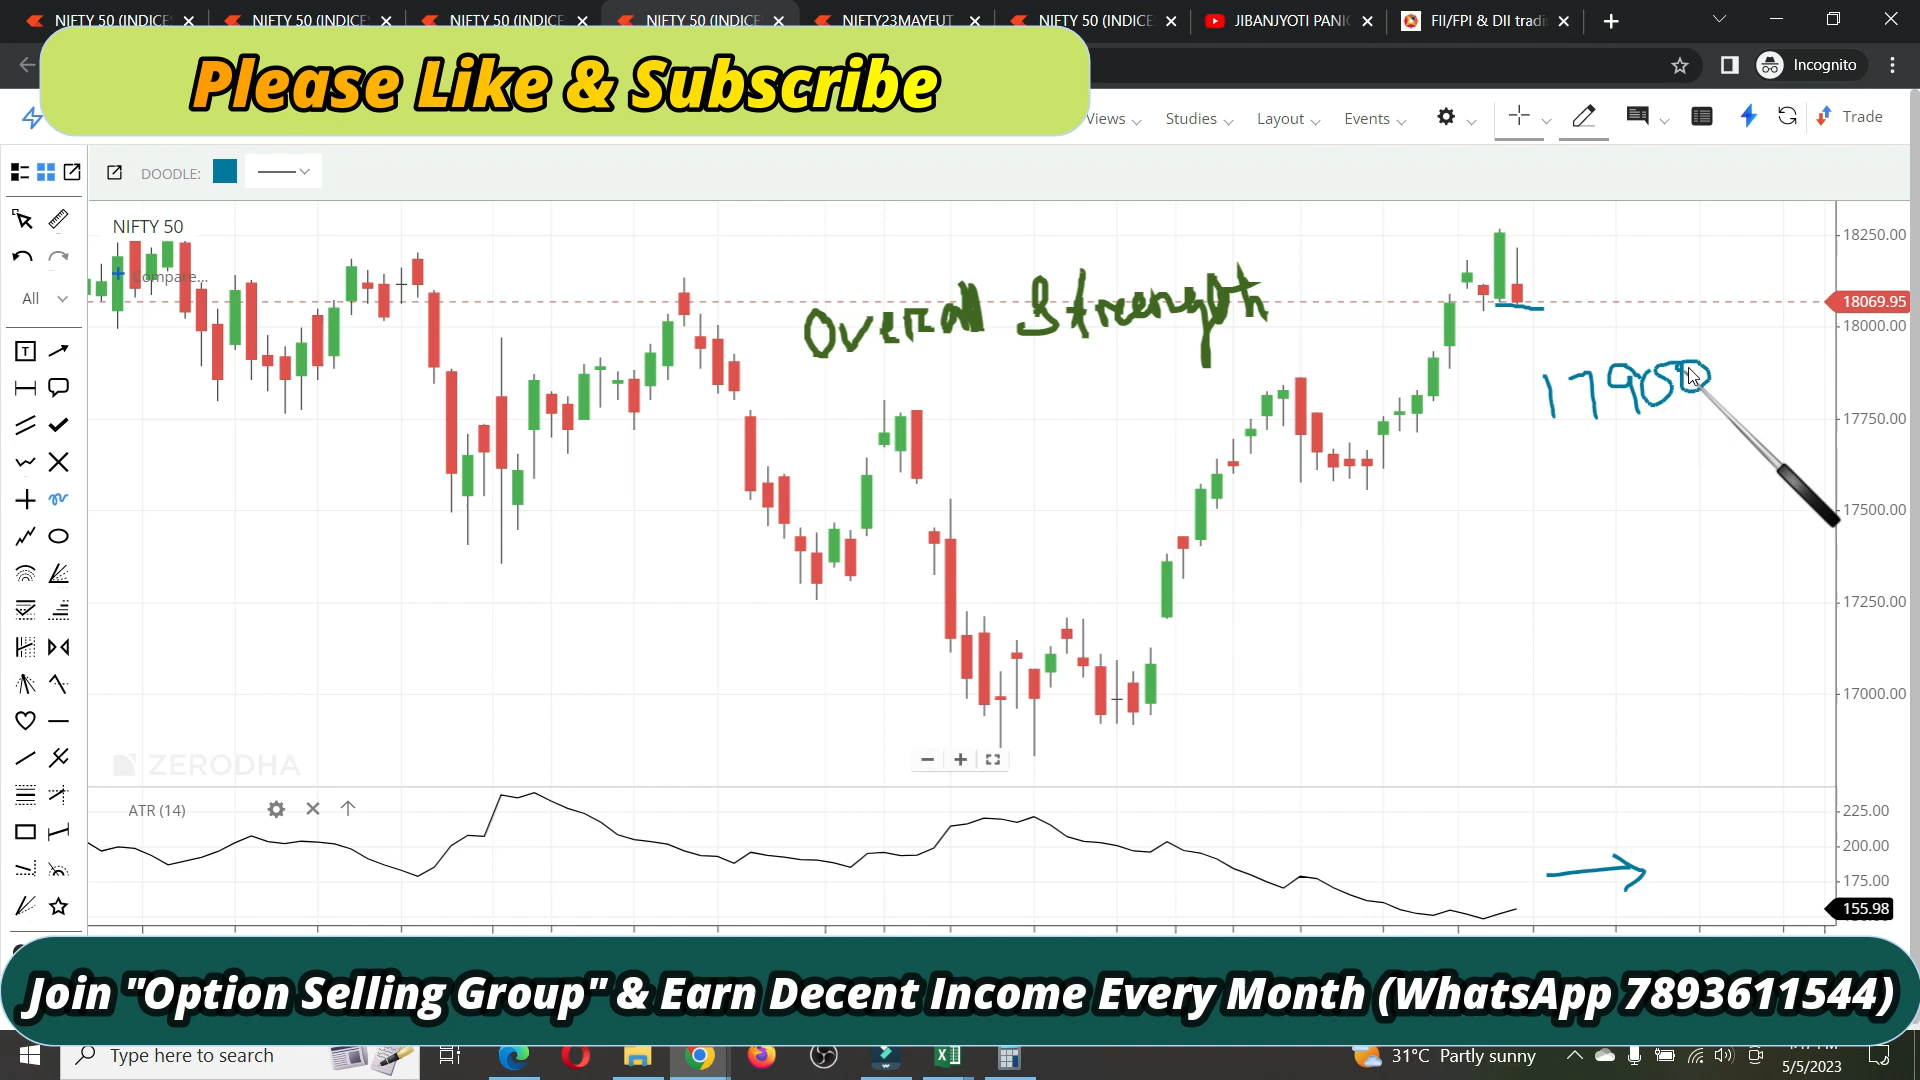 NIFTY 50 (INDICE NIFTY 50 (INDICE NIFTY 50 (INDICE NIFTY 50 (INDICE NIFTY23MAYFUT NIFTY 50 (INDICE JIBANJYOTI PANIC FII/FPI & DII tradi
Please Like & Subscribe
Incognito
Views Studies Layout Events Trade
DOODLE:
NIFTY 50
Compare...
All
Overall Strength
18250.00
18069.95
18000.00
17900
17750.00
17500.00
17250.00
17000.00
ZERODHA
ATR (14)
225.00
200.00
175.00
155.98
Join "Option Selling Group" & Earn Decent Income Every Month (WhatsApp 7893611544)
Type here to search
31°C Partly sunny
5/5/2023